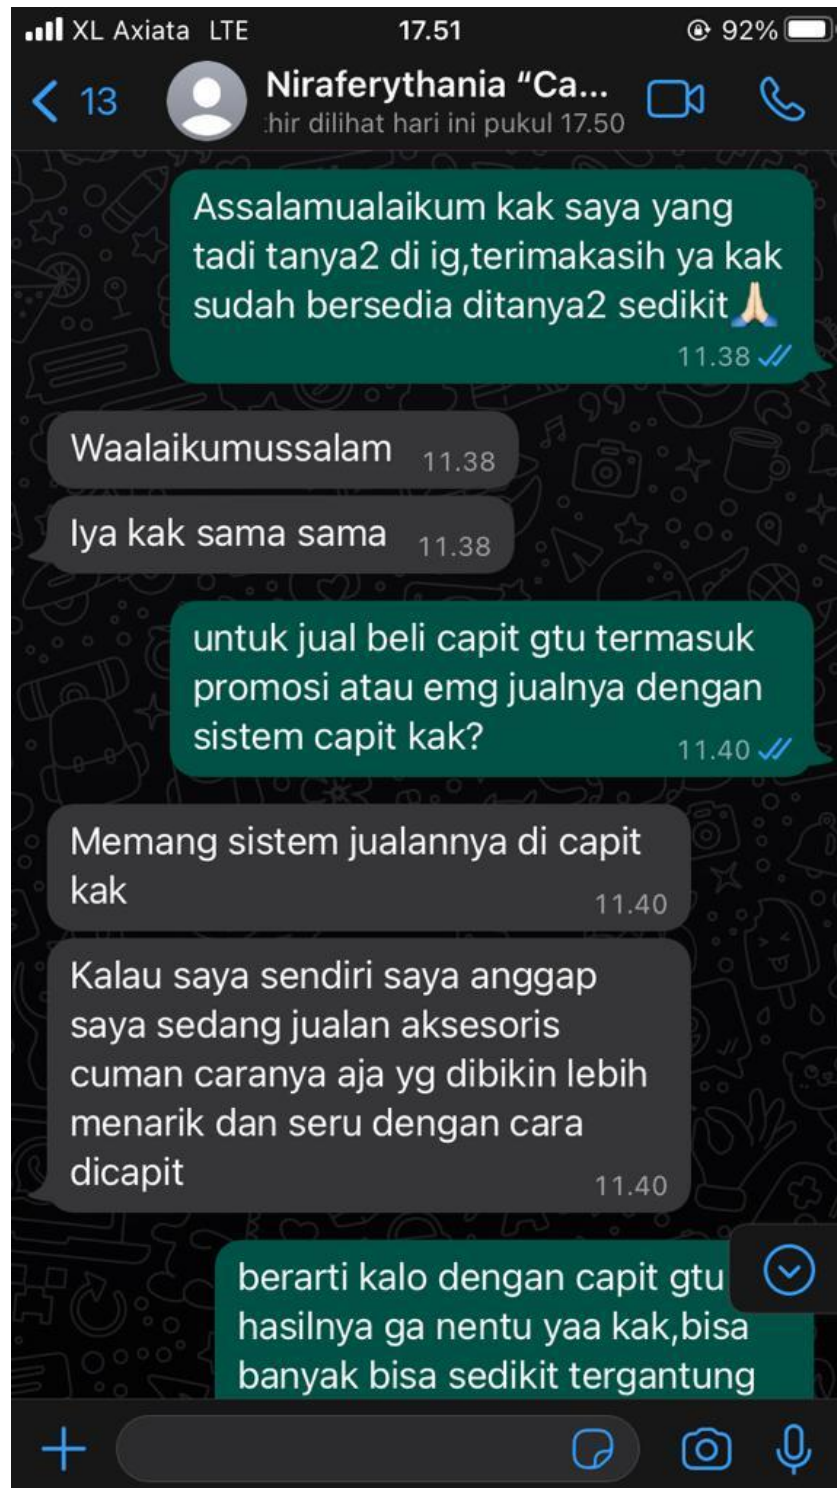 XL Axiata LTE 17.51 92%
13 Niraferythania “Ca...
:hir dilihat hari ini pukul 17.50
Assalamualaikum kak saya yang
tadi tanya2 di ig,terimakasih ya kak
sudah bersedia ditanya2 sedikit🙏🏻
11.38
Waalaikumussalam 11.38
Iya kak sama sama 11.38
untuk jual beli capit gtu termasuk
promosi atau emg jualnya dengan
sistem capit kak? 11.40
Memang sistem jualannya di capit
kak 11.40
Kalau saya sendiri saya anggap
saya sedang jualan aksesoris
cuman caranya aja yg dibikin lebih
menarik dan seru dengan cara
dicapit 11.40
berarti kalo dengan capit gtu
hasilnya ga nentu yaa kak,bisa
banyak bisa sedikit tergantung